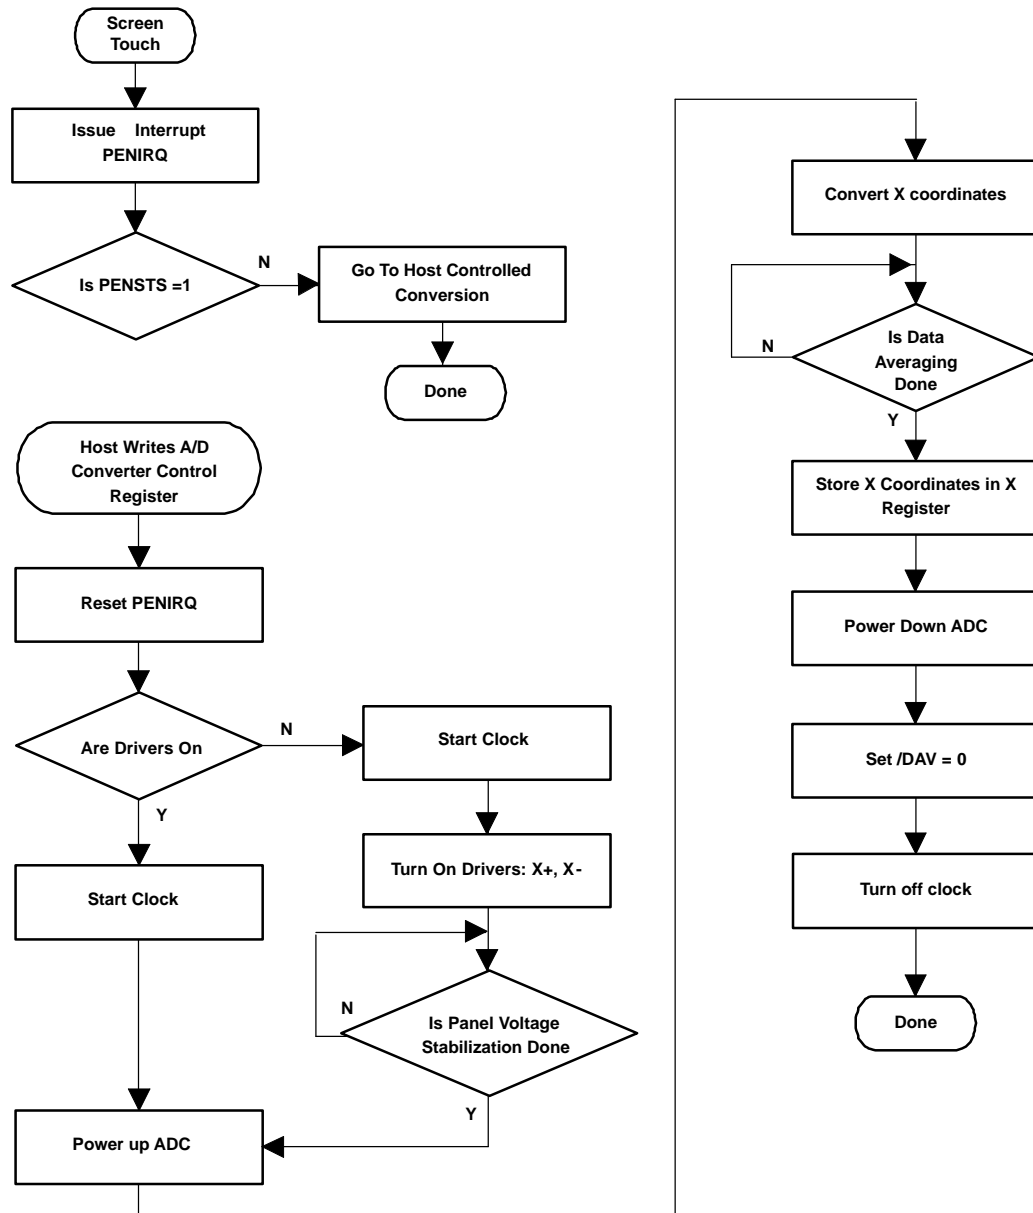 Screen
Touch
Issue Interrupt
PENIRQ
Is PENSTS =1
N
Go To Host Controlled
Conversion
Done
Host Writes A/D
Converter Control
Register
Reset PENIRQ
Are Drivers On
N
Start Clock
Y
Start Clock
Turn On Drivers: X+, X-
N
Is Panel Voltage
Stabilization Done
Y
Power up ADC
Convert X coordinates
N
Is Data
Averaging
Done
Y
Store X Coordinates in X
Register
Power Down ADC
Set /DAV = 0
Turn off clock
Done